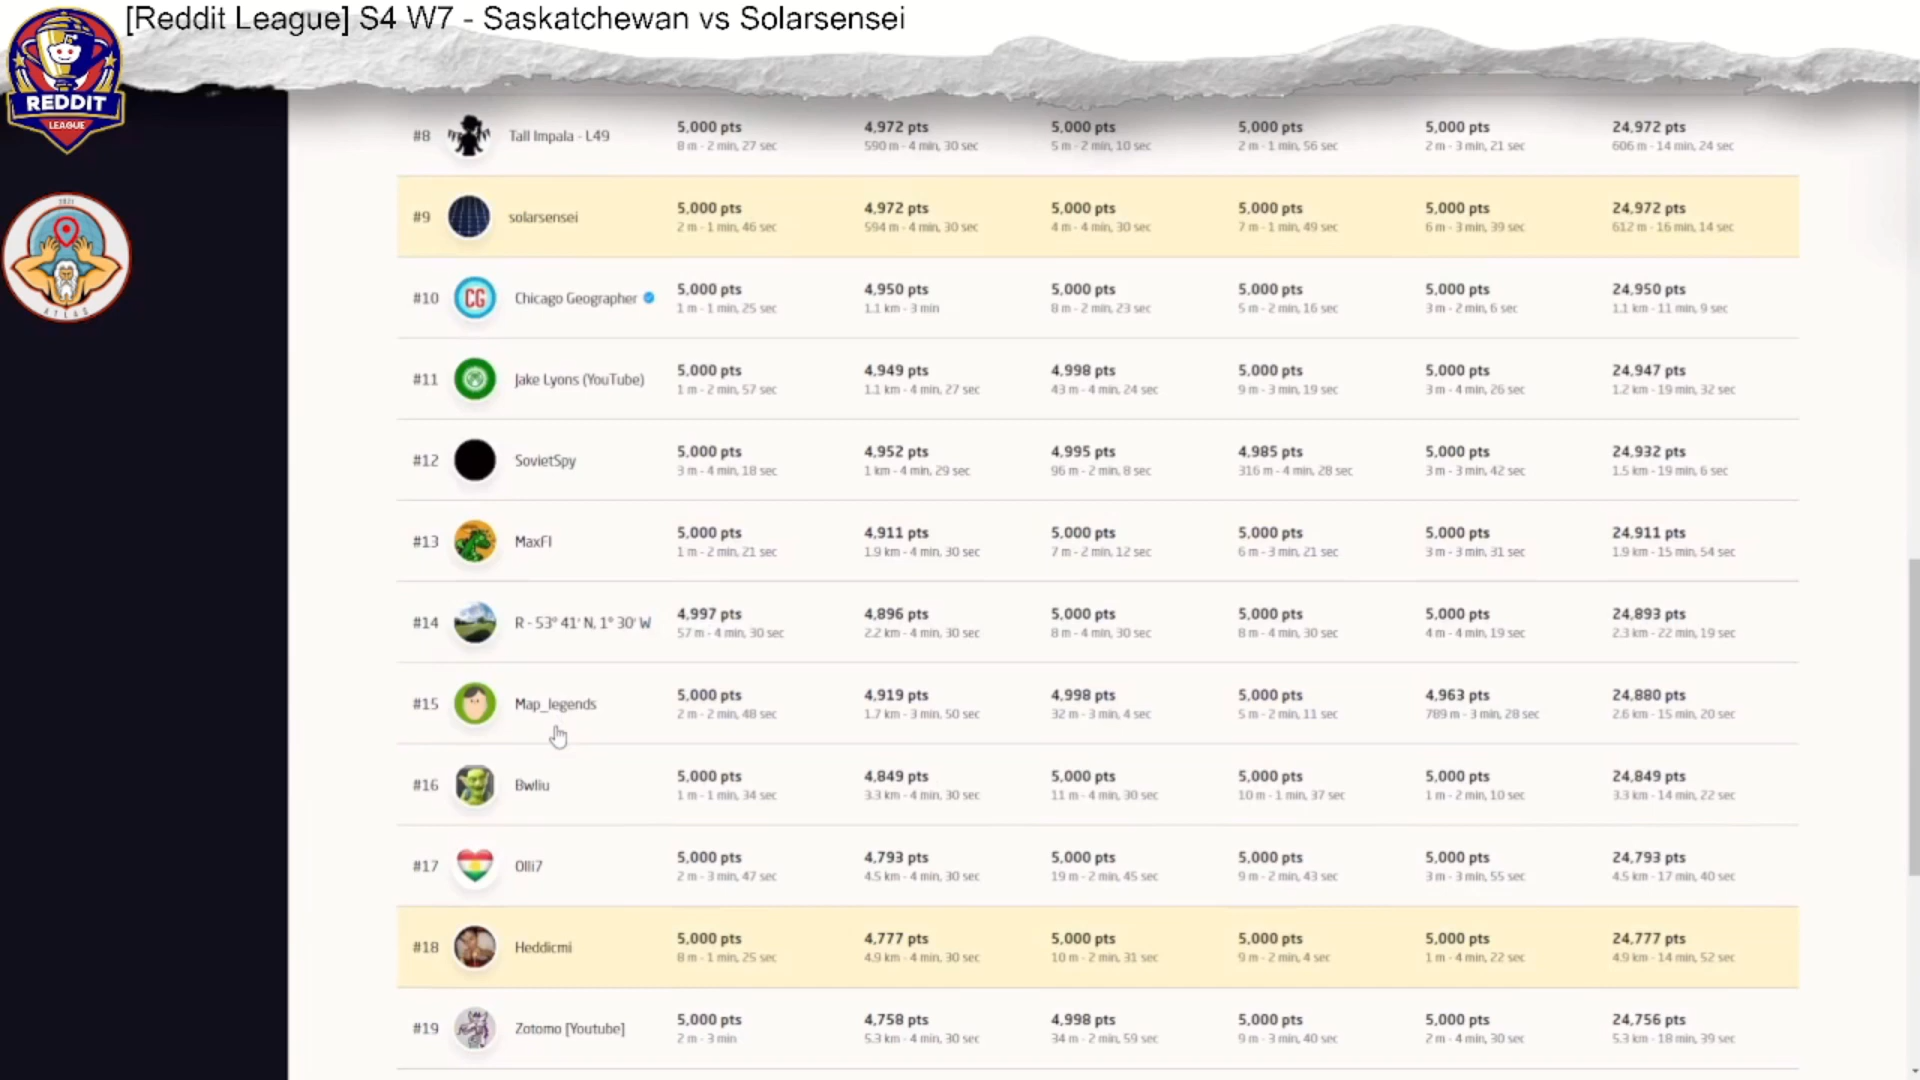 [Reddit League] S4 W7 - Saskatchewan vs Solarsensei
REDDIT
LEAGUE
2021
ATLAS
#8 Tall Impala - L49 5,000 pts 4,972 pts 5,000 pts 5,000 pts 5,000 pts 24,972 pts
8 m - 2 min, 27 sec 590 m - 4 min, 30 sec 5 m - 2 min, 10 sec 2 m - 1 min, 56 sec 2 m - 3 min, 21 sec 606 m - 14 min, 24 sec
#9 solarsensei 5,000 pts 4,972 pts 5,000 pts 5,000 pts 5,000 pts 24,972 pts
2 m - 1 min, 46 sec 594 m - 4 min, 30 sec 4 m - 4 min, 30 sec 7 m - 1 min, 49 sec 6 m - 3 min, 39 sec 612 m - 16 min, 14 sec
#10 CG Chicago Geographer 5,000 pts 4,950 pts 5,000 pts 5,000 pts 5,000 pts 24,950 pts
1 m - 1 min, 25 sec 1.1 km - 3 min 8 m - 2 min, 23 sec 5 m - 2 min, 16 sec 3 m - 2 min, 6 sec 1.1 km - 11 min, 9 sec
#11 Jake Lyons (YouTube) 5,000 pts 4,949 pts 4,998 pts 5,000 pts 5,000 pts 24,947 pts
1 m - 2 min, 57 sec 1.1 km - 4 min, 27 sec 43 m - 4 min, 24 sec 9 m - 3 min, 19 sec 3 m - 4 min, 26 sec 1.2 km - 19 min, 32 sec
#12 SovietSpy 5,000 pts 4,952 pts 4,995 pts 4,985 pts 5,000 pts 24,932 pts
3 m - 4 min, 18 sec 1 km - 4 min, 29 sec 96 m - 2 min, 8 sec 316 m - 4 min, 28 sec 3 m - 3 min, 42 sec 1.5 km - 19 min, 6 sec
#13 MaxFI 5,000 pts 4,911 pts 5,000 pts 5,000 pts 5,000 pts 24,911 pts
1 m - 2 min, 21 sec 1.9 km - 4 min, 30 sec 7 m - 2 min, 12 sec 6 m - 3 min, 21 sec 3 m - 3 min, 31 sec 1.9 km - 15 min, 54 sec
#14 R - 53° 41' N, 1° 30' W 4,997 pts 4,896 pts 5,000 pts 5,000 pts 5,000 pts 24,893 pts
57 m - 4 min, 30 sec 2.2 km - 4 min, 30 sec 8 m - 4 min, 30 sec 8 m - 4 min, 30 sec 4 m - 4 min, 19 sec 2.3 km - 22 min, 19 sec
#15 Map_legends 5,000 pts 4,919 pts 4,998 pts 5,000 pts 4,963 pts 24,880 pts
2 m - 2 min, 48 sec 1.7 km - 3 min, 50 sec 32 m - 3 min, 4 sec 5 m - 2 min, 11 sec 789 m - 3 min, 28 sec 2.6 km - 15 min, 20 sec
#16 Bwliu 5,000 pts 4,849 pts 5,000 pts 5,000 pts 5,000 pts 24,849 pts
1 m - 1 min, 34 sec 3.3 km - 4 min, 30 sec 11 m - 4 min, 30 sec 10 m - 1 min, 37 sec 1 m - 2 min, 10 sec 3.3 km - 14 min, 22 sec
#17 Olli7 5,000 pts 4,793 pts 5,000 pts 5,000 pts 5,000 pts 24,793 pts
2 m - 3 min, 47 sec 4.5 km - 4 min, 30 sec 19 m - 2 min, 45 sec 9 m - 2 min, 43 sec 3 m - 3 min, 55 sec 4.5 km - 17 min, 40 sec
#18 Heddicmi 5,000 pts 4,777 pts 5,000 pts 5,000 pts 5,000 pts 24,777 pts
8 m - 1 min, 25 sec 4.9 km - 4 min, 30 sec 10 m - 2 min, 31 sec 9 m - 2 min, 4 sec 1 m - 4 min, 22 sec 4.9 km - 14 min, 52 sec
#19 Zotomo [Youtube] 5,000 pts 4,758 pts 4,998 pts 5,000 pts 5,000 pts 24,756 pts
2 m - 3 min 5.3 km - 4 min, 30 sec 34 m - 2 min, 59 sec 9 m - 3 min, 40 sec 2 m - 4 min, 30 sec 5.3 km - 18 min, 39 sec